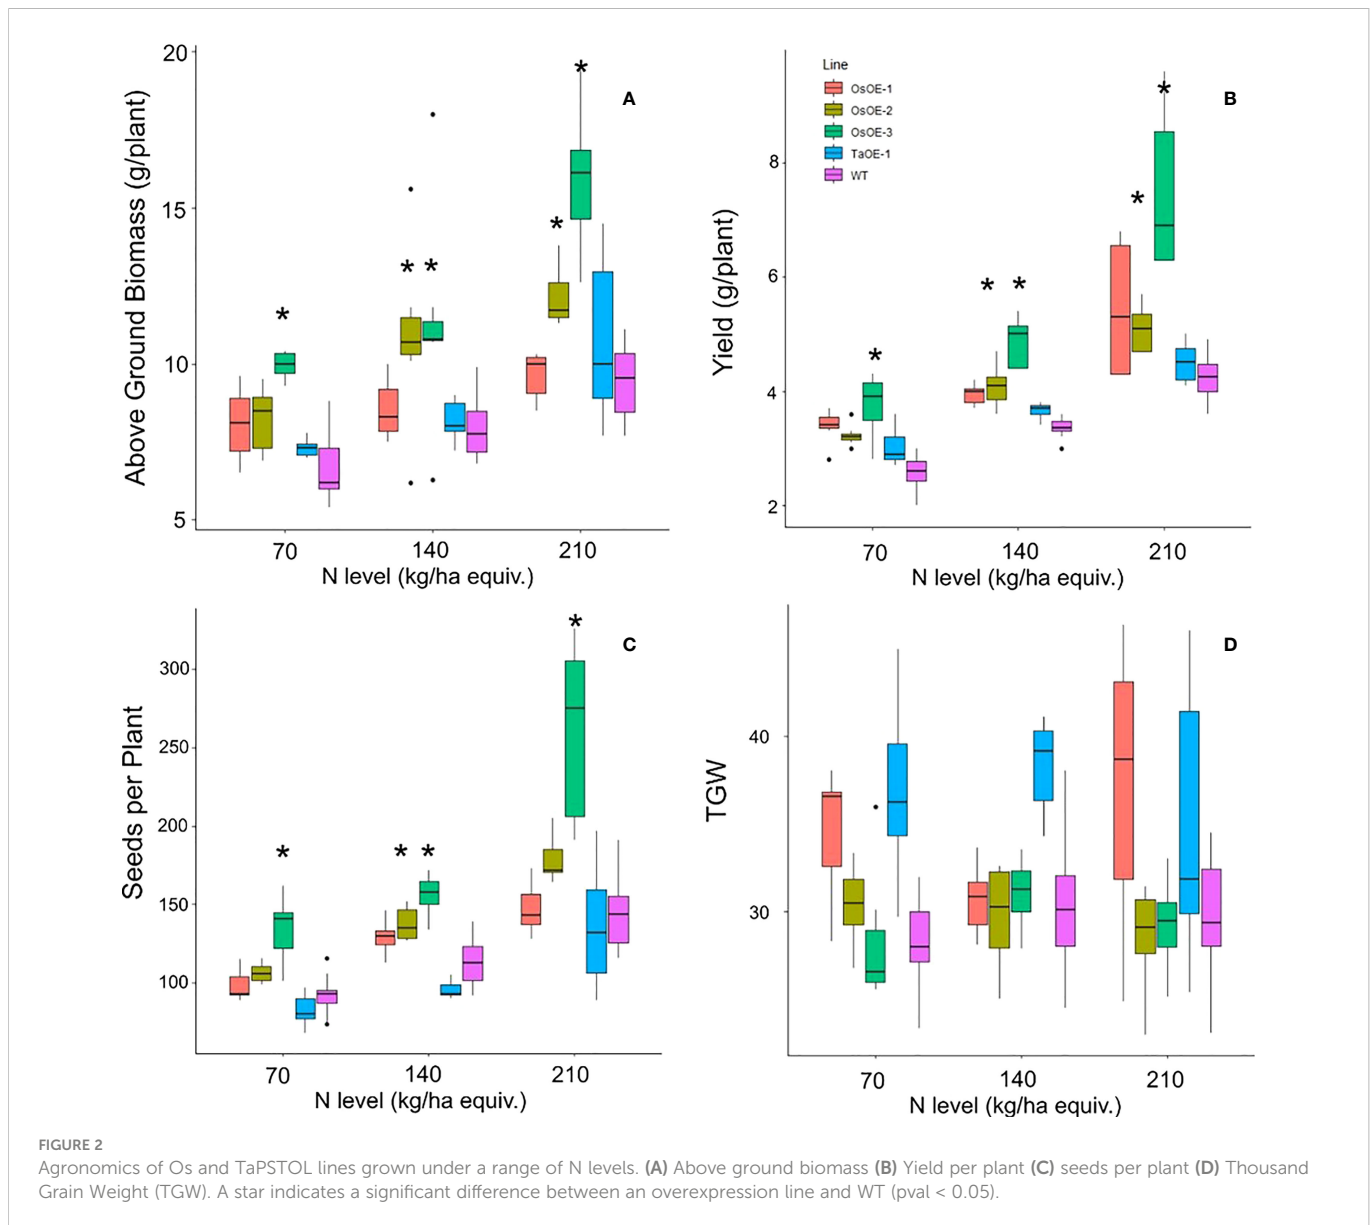 A
Above Ground Biomass (g/plant)
20
15
10
5
*
*
*
*
*
70
140
210
N level (kg/ha equiv.)
B
Line
OsOE-1
OsOE-2
OsOE-3
TaOE-1
WT
Yield (g/plant)
8
6
4
2
*
*
*
*
*
70
140
210
N level (kg/ha equiv.)
C
Seeds per Plant
300
250
200
150
100
*
*
*
*
70
140
210
N level (kg/ha equiv.)
D
TGW
40
30
70
140
210
N level (kg/ha equiv.)
FIGURE 2
Agronomics of Os and TaPSTOL lines grown under a range of N levels. (A) Above ground biomass (B) Yield per plant (C) seeds per plant (D) Thousand
Grain Weight (TGW). A star indicates a significant difference between an overexpression line and WT (pval < 0.05).